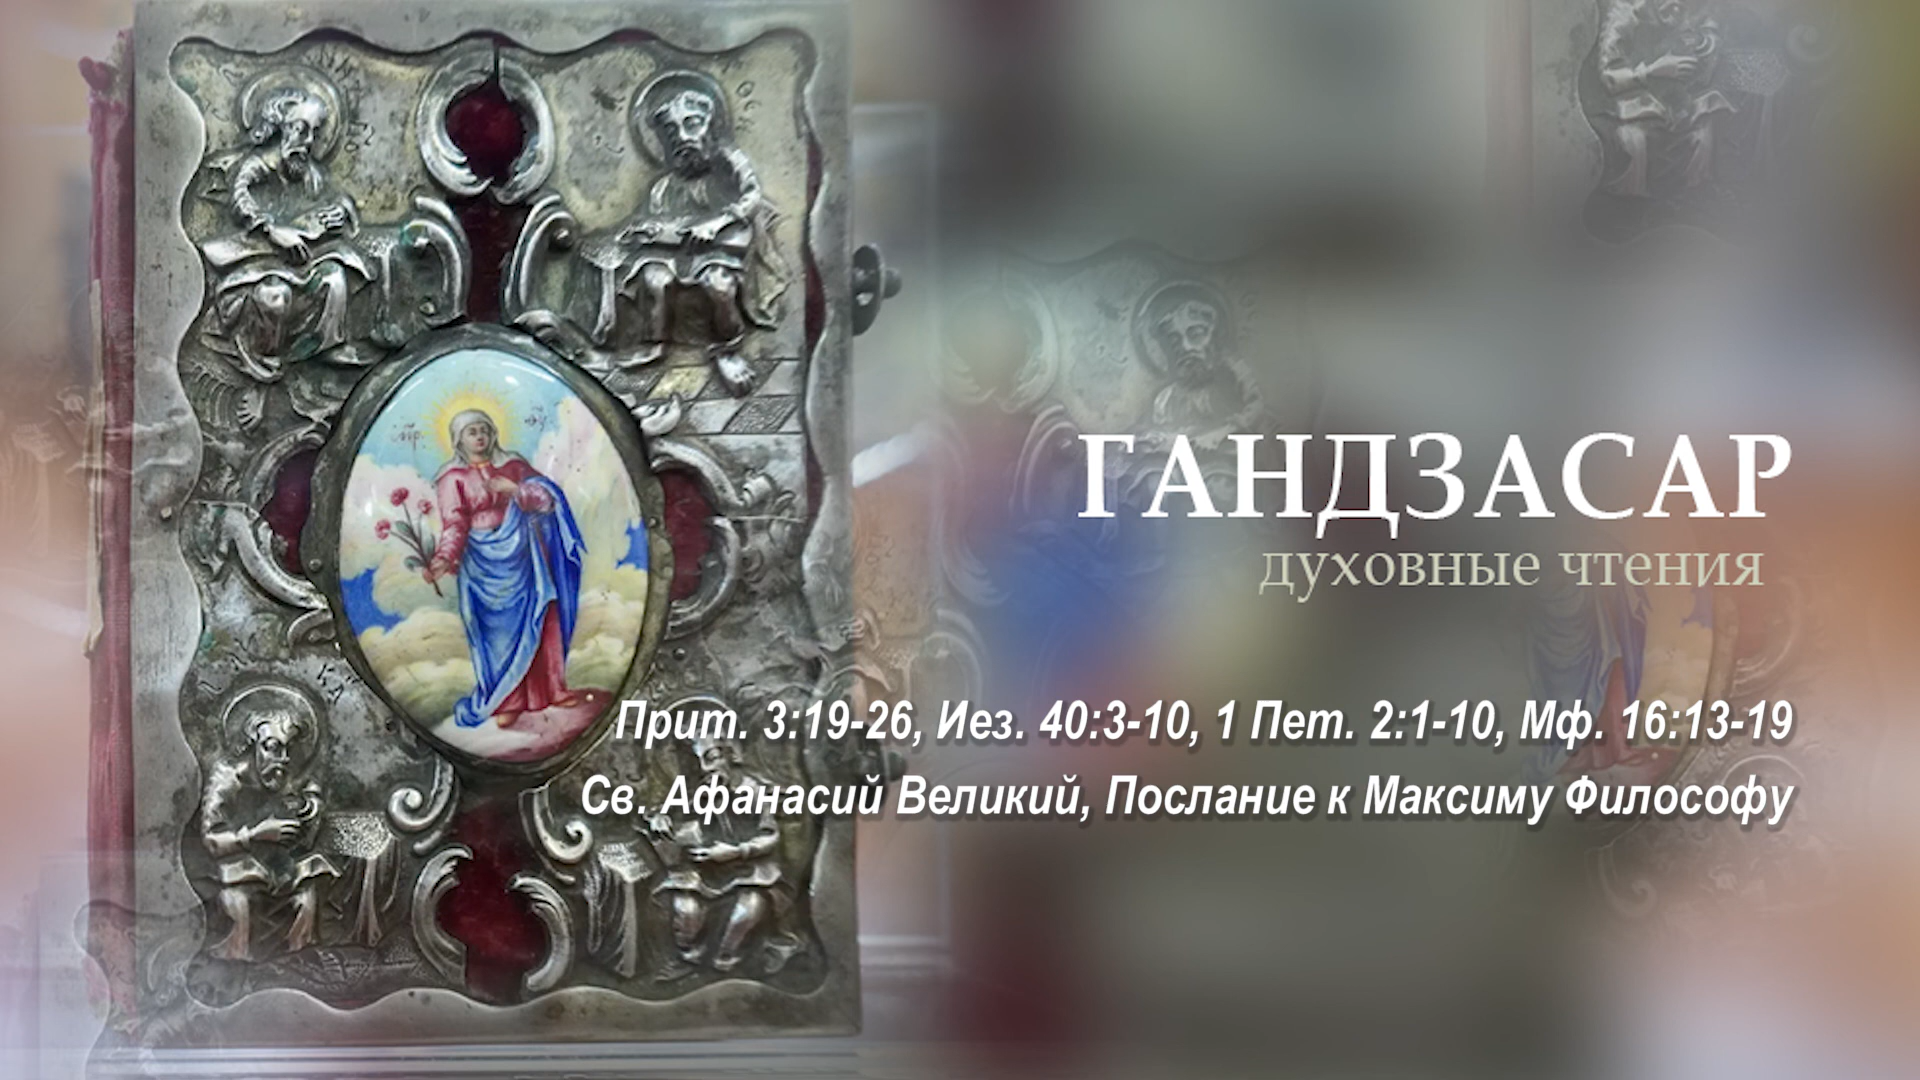 ГАНДЗАСАР
духовные чтения
Прит. 3:19-26, Иез. 40:3-10, 1 Пет. 2:1-10, Мф. 16:13-19
Св. Афанасий Великий, Послание к Максиму Философу